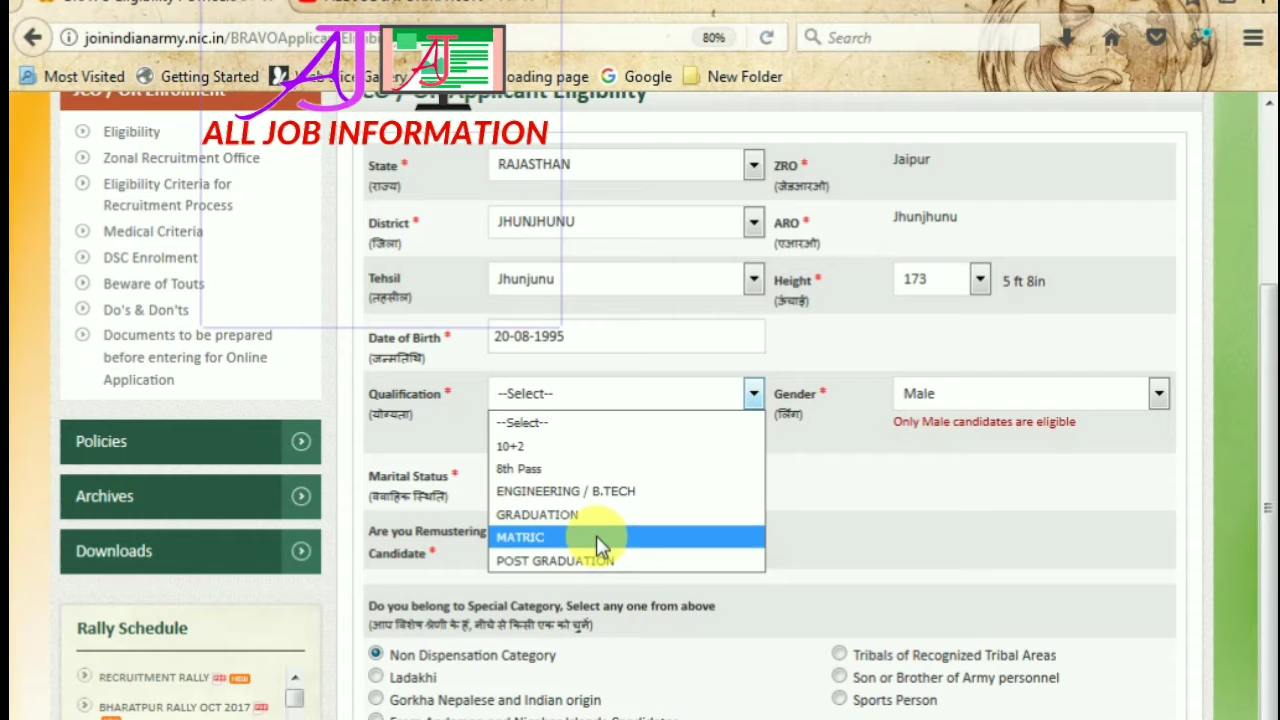 joinindianarmy.nic.in/BRAVOApplica
80%
Search
Most Visited
Getting Started
Google
New Folder
ALL JOB INFORMATION
Applicant Eligibility
Eligibility
Zonal Recruitment Office
Eligibility Criteria for
Recruitment Process
Medical Criteria
DSC Enrolment
Beware of Touts
Do's & Don'ts
Documents to be prepared
before entering for Online
Application
Policies
Archives
Downloads
Rally Schedule
RECRUITMENT RALLY
BHARATPUR RALLY OCT 2017
State *
(राज्य)
RAJASTHAN
ZRO *
(जेडआरओ)
Jaipur
District *
(जिला)
JHUNJHUNU
ARO *
(एआरओ)
Jhunjhunu
Tehsil
(तहसील)
Jhunjunu
Height *
(ऊंचाई)
173
5 ft 8in
Date of Birth *
(जन्मतिथि)
20-08-1995
Qualification *
(योग्यता)
--Select--
Gender *
(लिंग)
Male
Only Male candidates are eligible
--Select--
10+2
8th Pass
ENGINEERING / B.TECH
GRADUATION
MATRIC
POST GRADUATION
Marital Status *
(वैवाहिक स्थिति)
Are you Remustering
Candidate *
Do you belong to Special Category, Select any one from above
(आप विशेष श्रेणी के हैं, नीचे से किसी एक को चुनें)
Non Dispensation Category
Tribals of Recognized Tribal Areas
Ladakhi
Son or Brother of Army personnel
Gorkha Nepalese and Indian origin
Sports Person